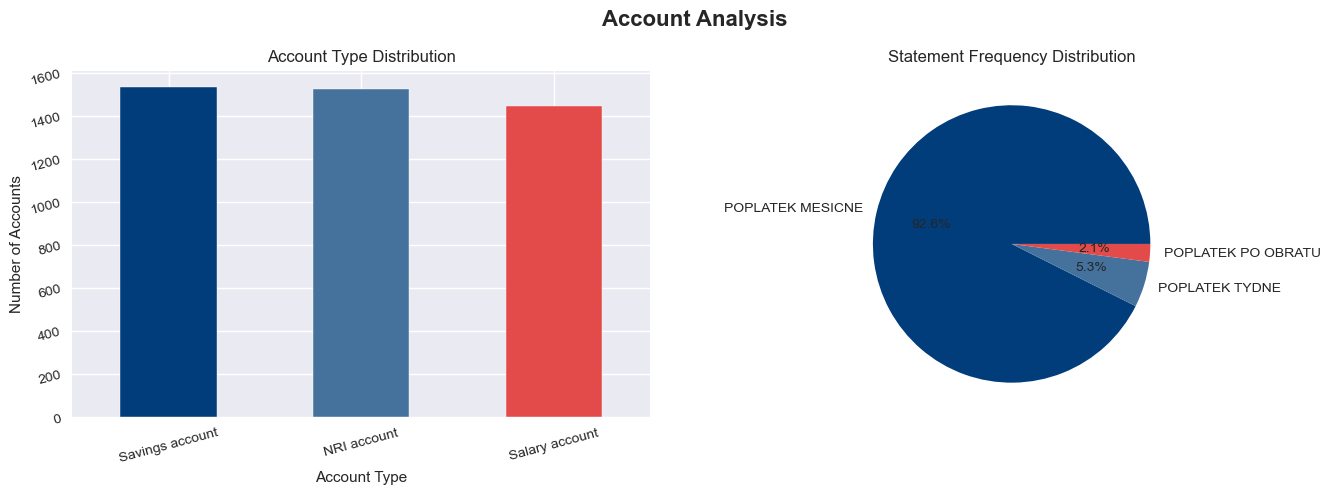 Account Analysis
Account Type Distribution
Number of Accounts
1600
1400
1200
1000
800
600
400
200
0
Savings account
NRI account
Salary account
Account Type
Statement Frequency Distribution
POPLATEK MESICNE
92.6%
2.1%
POPLATEK PO OBRATU
5.3%
POPLATEK TYDNE